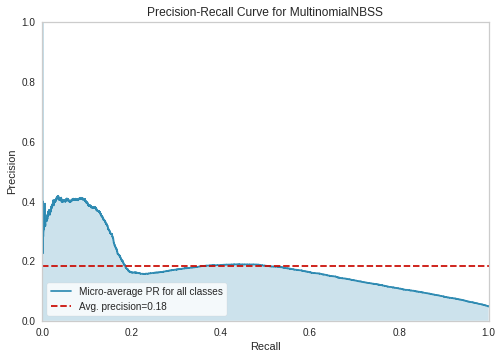 Precision-Recall Curve for MultinomialNBSS
1.0
0.8
0.6
0.4
0.2
0.0
Precision
Micro-average PR for all classes
Avg. precision=0.18
0.0 0.2 0.4 0.6 0.8 1.0
Recall